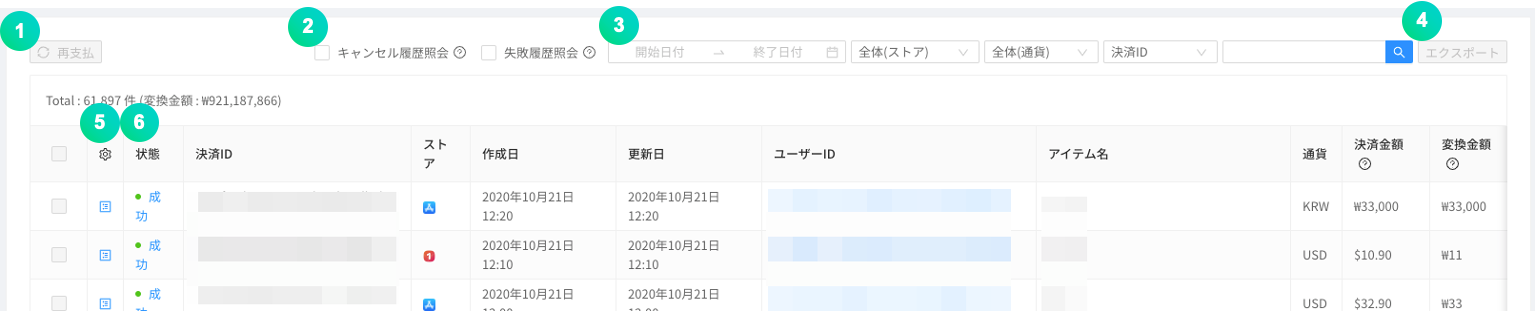 1 2 3 4
再支払 キャンセル履歴照会 失敗履歴照会 開始日付 → 終了日付 全体(ストア) 全体(通貨) 決済ID エクスポート
Total : 61,897 件 (変換金額 : ₩921,187,866)
5 6
状態 決済ID ストア 作成日 更新日 ユーザーID アイテム名 通貨 決済金額 変換金額
成功 2020年10月21日 12:20 2020年10月21日 12:20 KRW ₩33,000 ₩33,000
成功 2020年10月21日 12:10 2020年10月21日 12:10 USD $10.90 ₩11
成功 2020年10月21日 2020年10月21日 USD $32.90 ₩33